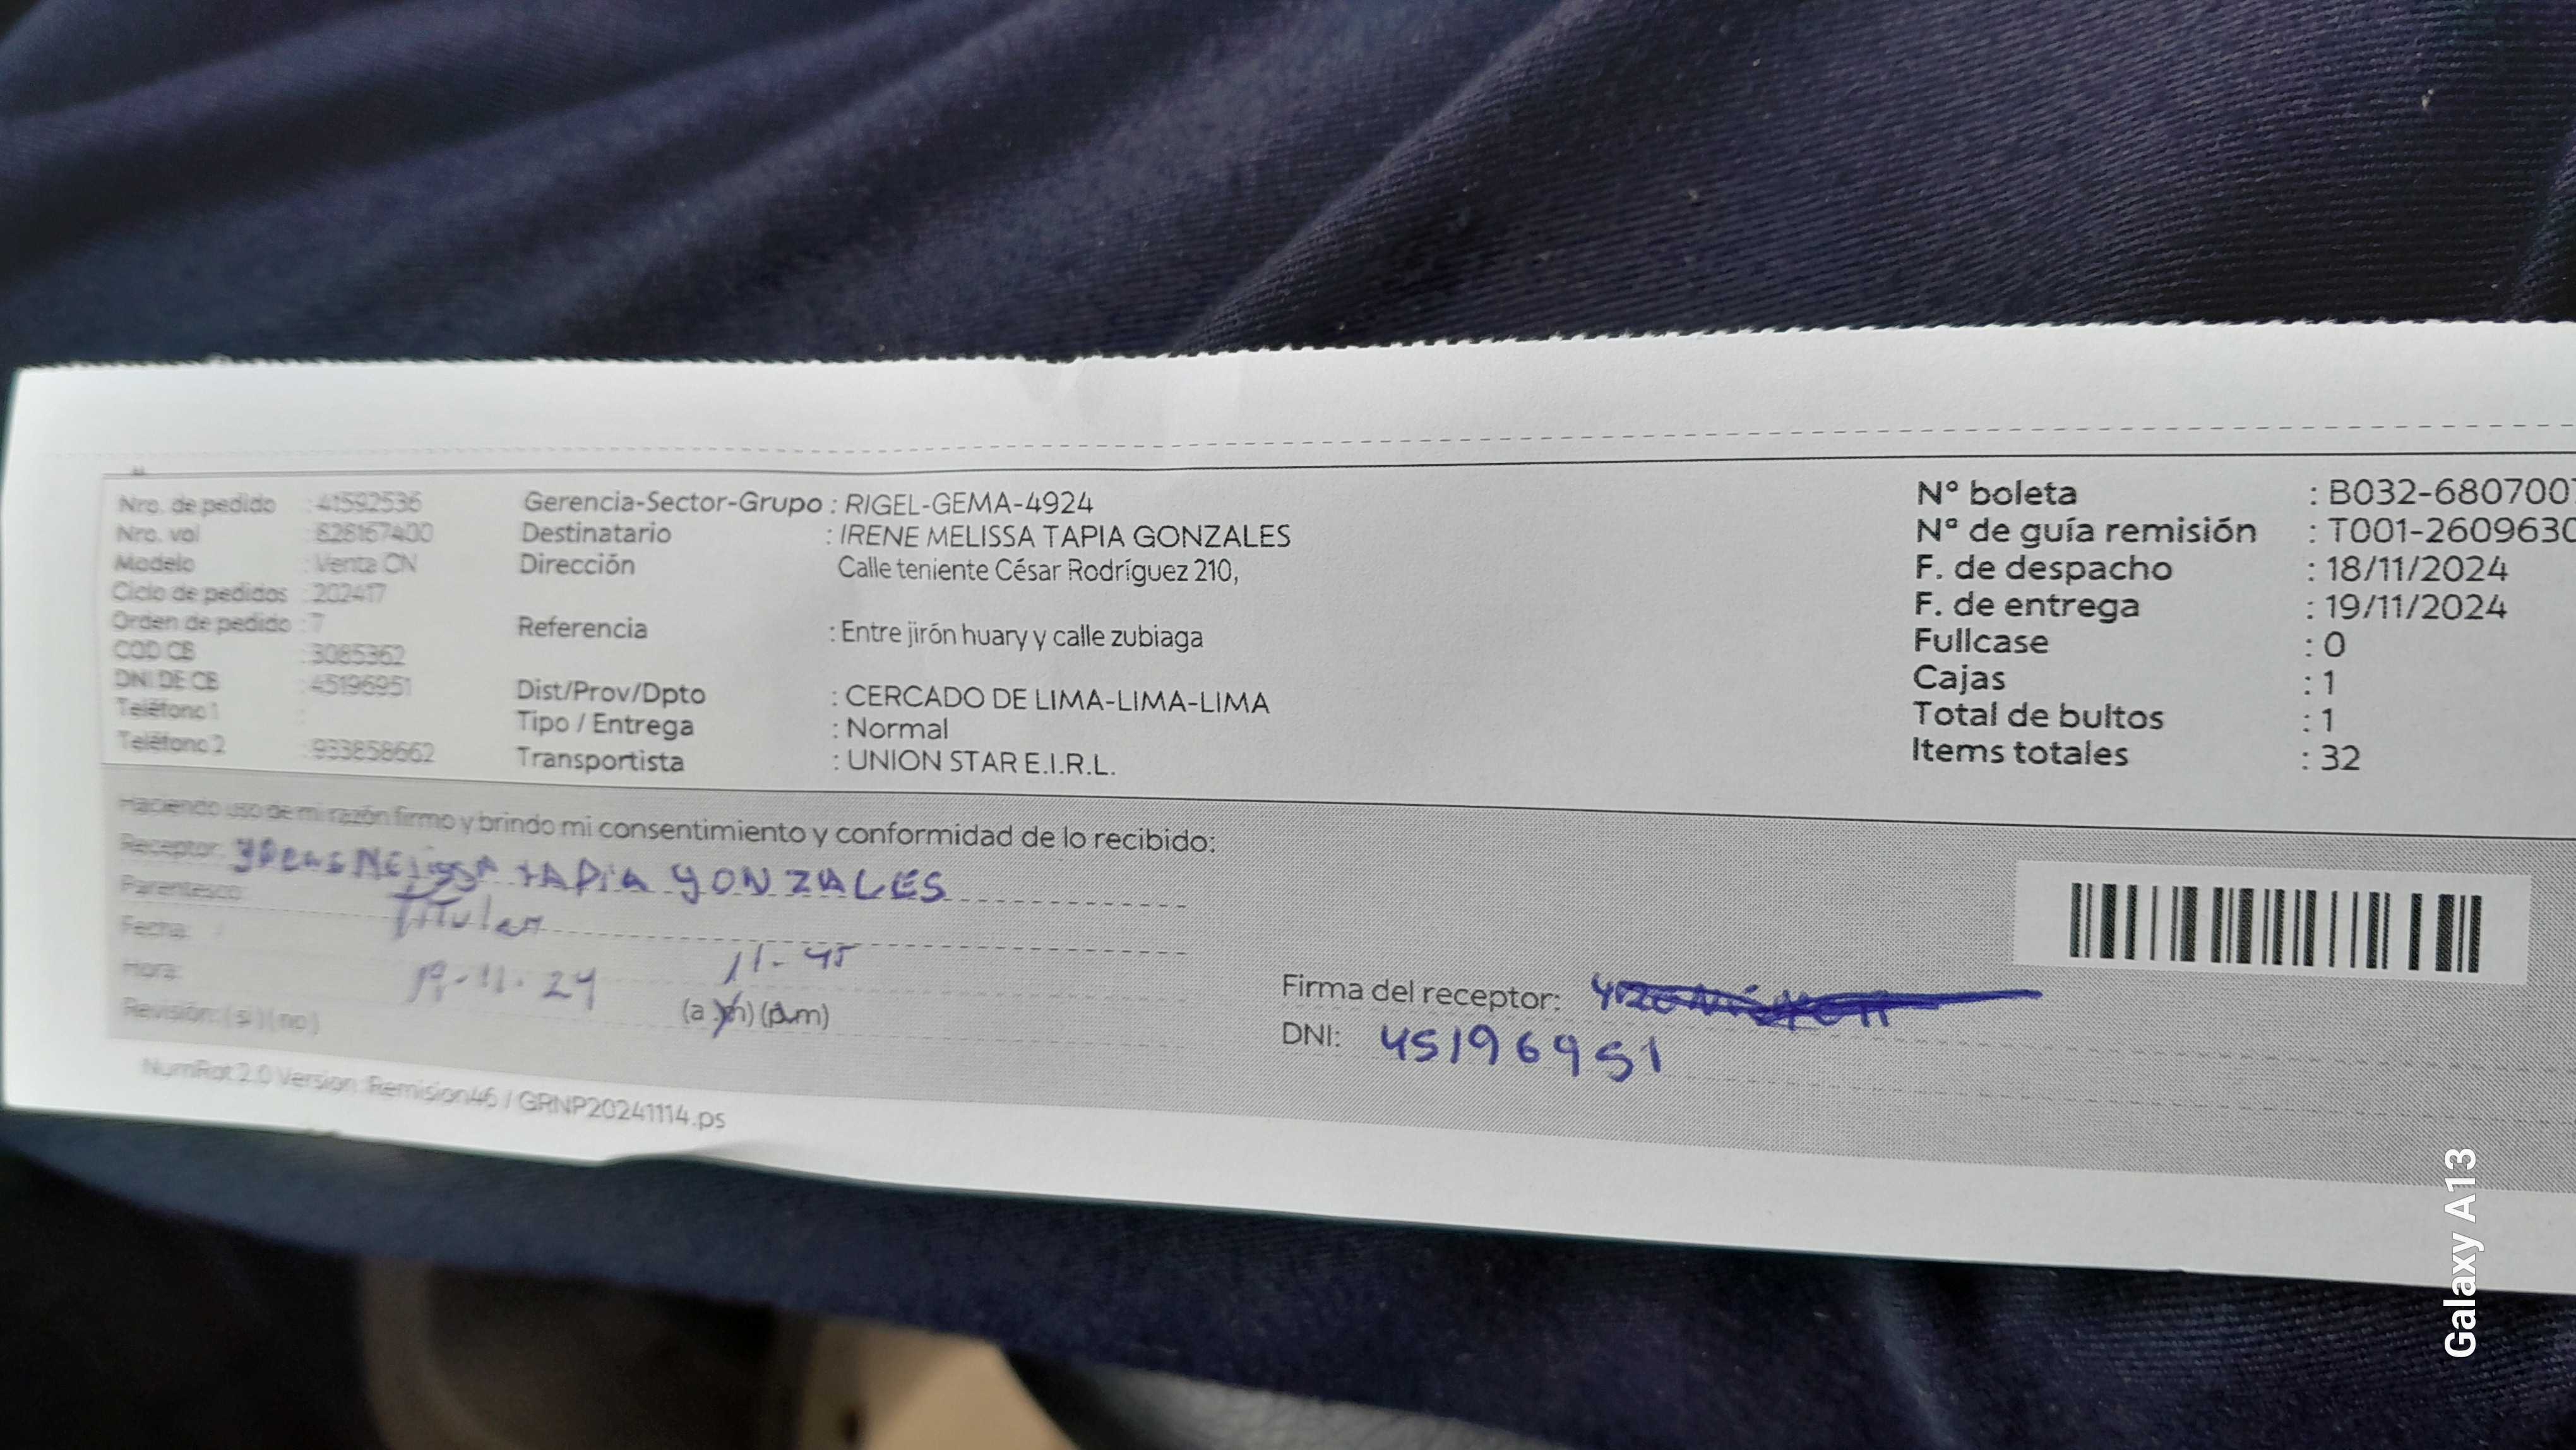 Nro. de pedido : 41592536
Nro. vol : 626167400
Modelo : Venta CN
Ciclo de pedidos : 202417
Orden de pedido : 7
COD CB : 3085362
DNI DE CB : 45196951
Teléfono 1 :
Teléfono 2 : 933858662
Gerencia-Sector-Grupo : RIGEL-GEMA-4924
Destinatario : IRENE MELISSA TAPIA GONZALES
Dirección Calle teniente César Rodríguez 210,
Referencia : Entre jirón huary y calle zubiaga
Dist/Prov/Dpto : CERCADO DE LIMA-LIMA-LIMA
Tipo / Entrega : Normal
Transportista : UNION STAR E.I.R.L.
N° boleta : B032-6807007
N° de guía remisión : T001-2609630
F. de despacho : 18/11/2024
F. de entrega : 19/11/2024
Fullcase : 0
Cajas : 1
Total de bultos : 1
Items totales : 32
Haciendo uso de mi razón firmo y brindo mi consentimiento y conformidad de lo recibido:
Receptor: MELissA tAPiA YONZALES
Parentesco: Titular
Fecha: 19-11-24
Hora: 11-45 (a.m) (p.m)
Revisión: (si) (no)
Firma del receptor:
DNI: 45196951
NumRot 2.0 Version: Remision46 / GRNP20241114.ps
Galaxy A13